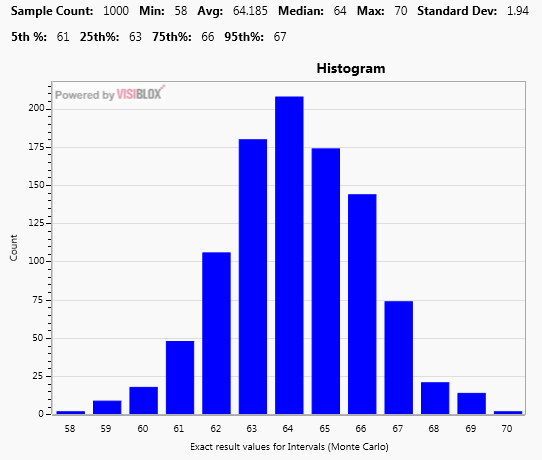 Sample Count: 1000 Min: 58 Avg: 64.185 Median: 64 Max: 70 Standard Dev: 1.94
5th %: 61 25th%: 63 75th%: 66 95th%: 67
Histogram
Powered by VISIBLOX
200
175
150
125
100
75
50
25
0
Count
58 59 60 61 62 63 64 65 66 67 68 69 70
Exact result values for Intervals (Monte Carlo)